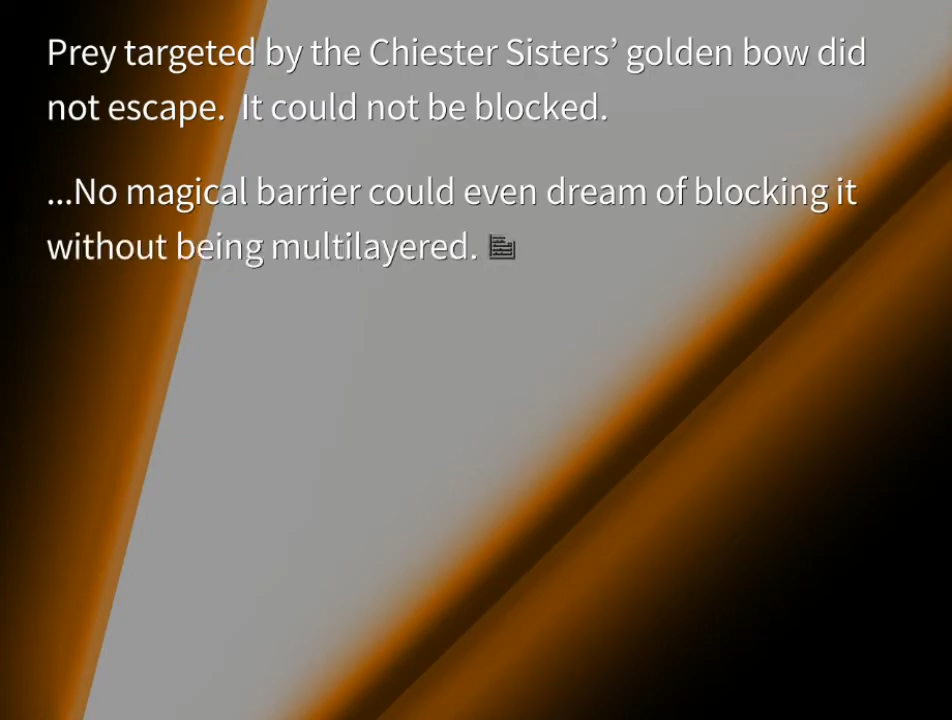 Prey targeted by the Chiester Sisters’ golden bow did
not escape.  It could not be blocked.
...No magical barrier could even dream of blocking it
without being multilayered.